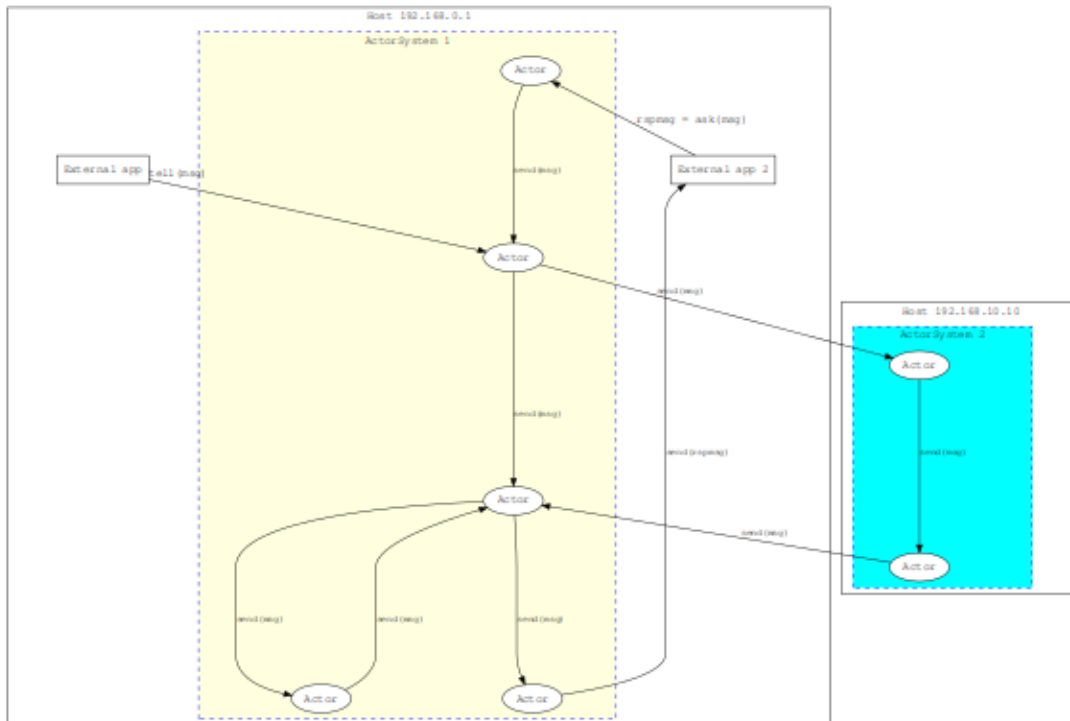 Host 192.168.0.1
ActorSystem 1
Actor
rspmsg = ask(msg)
External app
tell(msg)
send(msg)
External app 2
Actor
send(msg)
Host 192.168.10.10
ActorSystem 2
Actor
send(msg)
send(rspmsg)
send(msg)
Actor
send(msg)
Actor
send(msg)
send(msg)
send(msg)
Actor
Actor